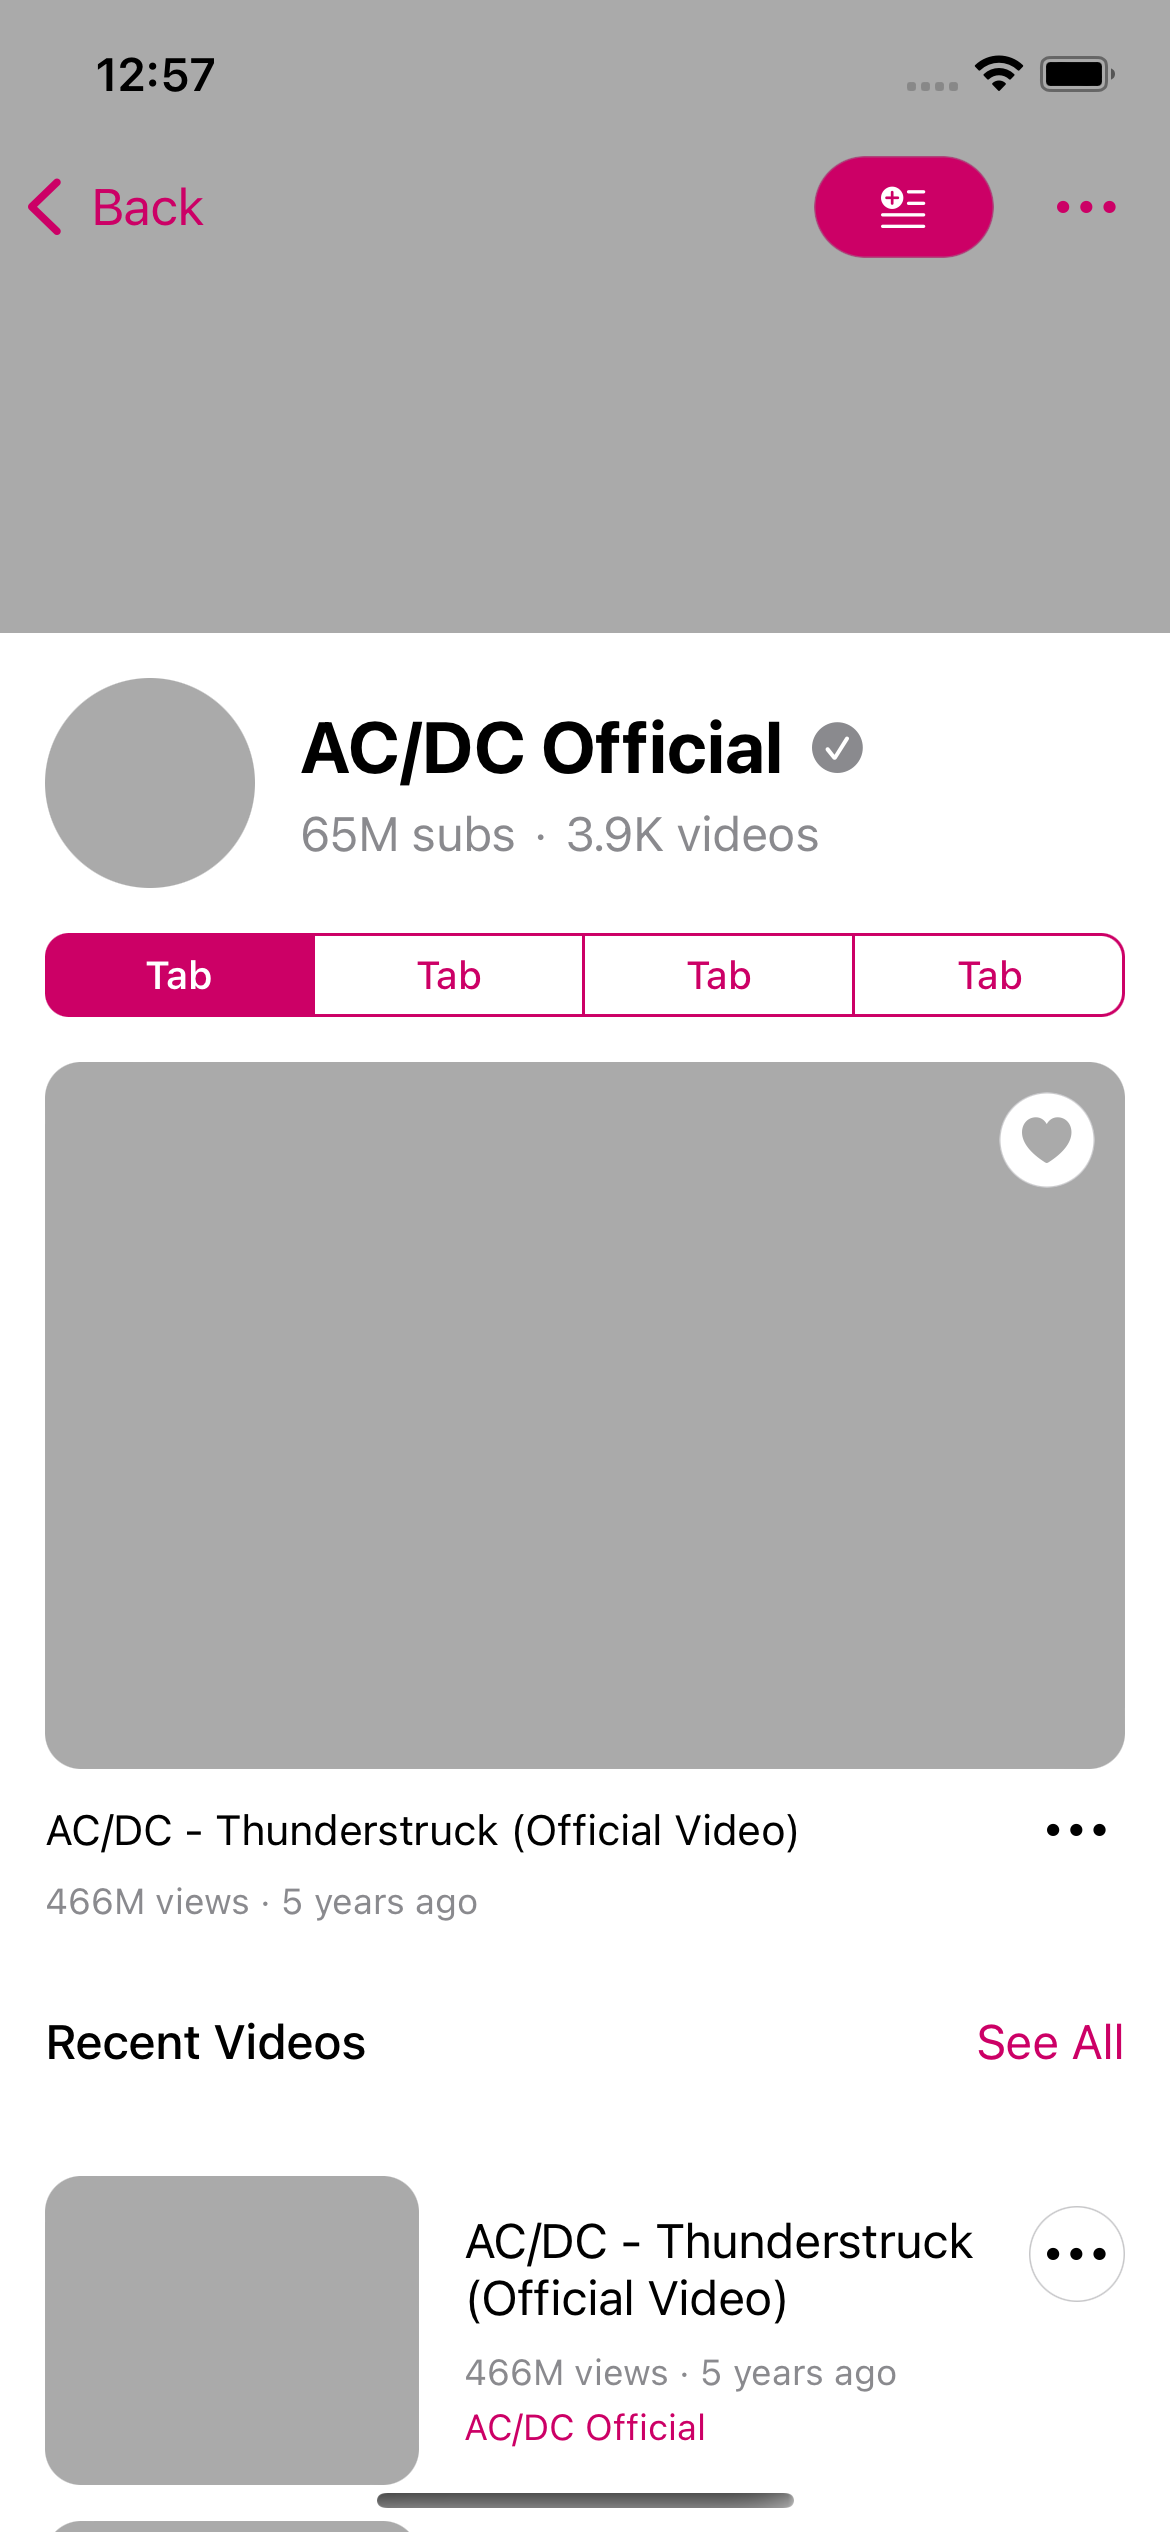 12:57
Back
AC/DC Official
65M subs · 3.9K videos
Tab Tab Tab Tab
AC/DC - Thunderstruck (Official Video)
466M views · 5 years ago
Recent Videos See All
AC/DC - Thunderstruck
(Official Video)
466M views · 5 years ago
AC/DC Official